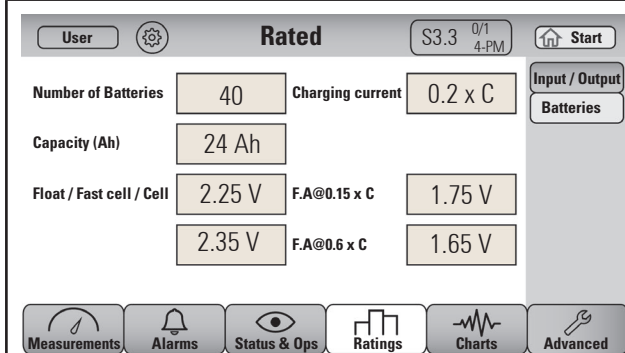 User
Rated
S3.3 0/1 4-PM
Start
Number of Batteries 40 Charging current 0.2 x C
Input / Output
Batteries
Capacity (Ah) 24 Ah
Float / Fast cell / Cell 2.25 V F.A@0.15 x C 1.75 V
2.35 V F.A@0.6 x C 1.65 V
Measurements
Alarms
Status & Ops
Ratings
Charts
Advanced